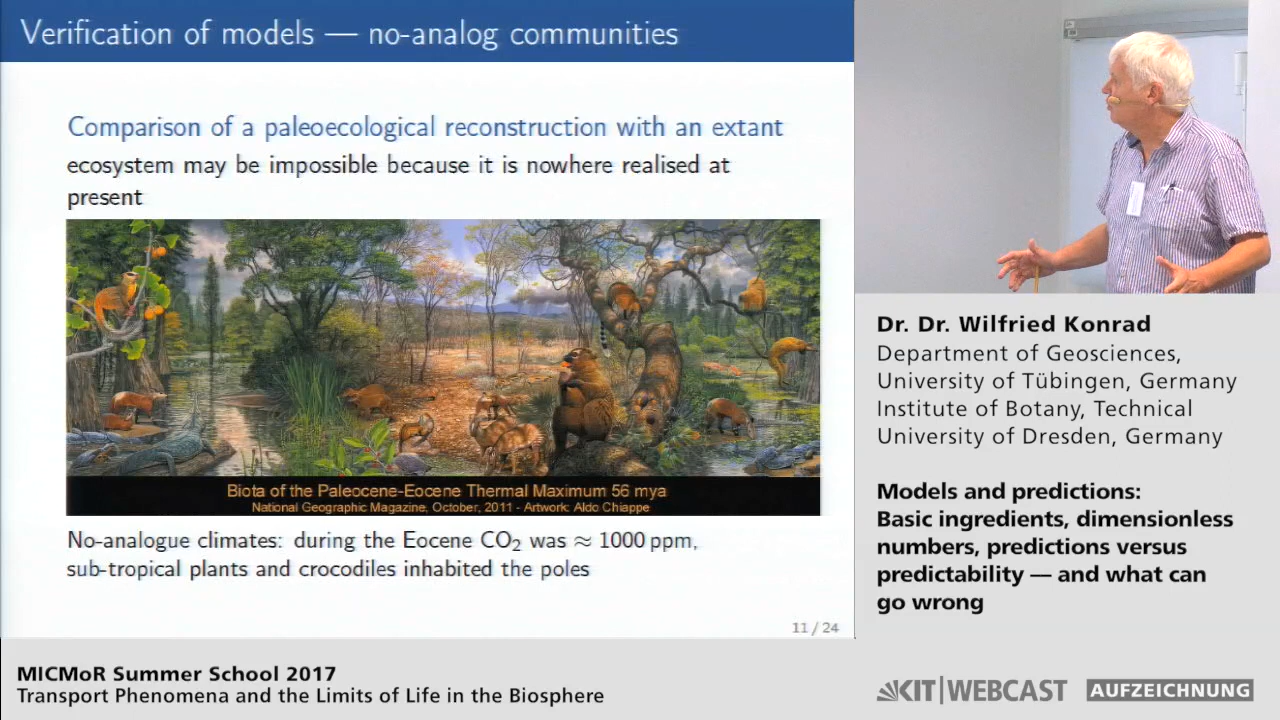 Verification of models — no-analog communities
Comparison of a paleoecological reconstruction with an extant
ecosystem may be impossible because it is nowhere realised at
present
Biota of the Paleocene-Eocene Thermal Maximum 56 mya
National Geographic Magazine, October, 2011 - Artwork: Aldo Chiappe
No-analogue climates: during the Eocene CO₂ was ≈ 1000 ppm,
sub-tropical plants and crocodiles inhabited the poles
11 / 24
Dr. Dr. Wilfried Konrad
Department of Geosciences,
University of Tübingen, Germany
Institute of Botany, Technical
University of Dresden, Germany
Models and predictions:
Basic ingredients, dimensionless
numbers, predictions versus
predictability — and what can
go wrong
MICMoR Summer School 2017
Transport Phenomena and the Limits of Life in the Biosphere
KIT|WEBCAST AUFZEICHNUNG